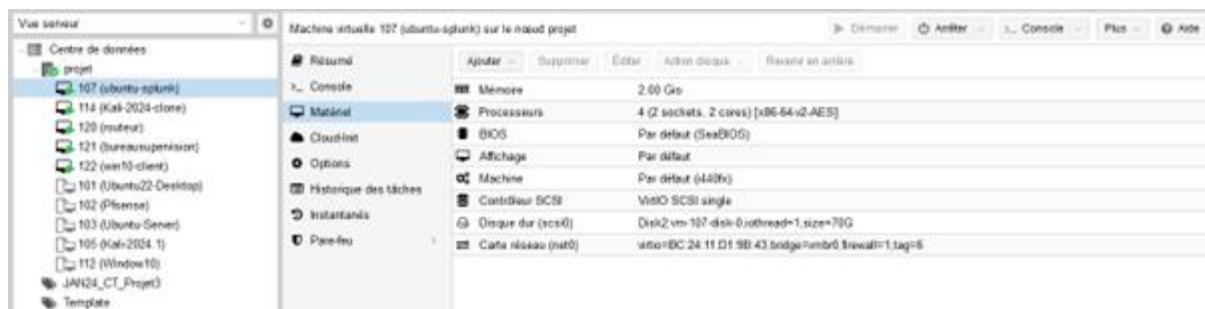 Vue serveur
Machine virtuelle 107 (ubuntu-splunk) sur le nœud projet
Démarrer
Arrêter
Console
Plus
Aide
Centre de données
projet
107 (ubuntu-splunk)
114 (Kali-2024-clone)
120 (routeur)
121 (bureausupervision)
122 (win10-client)
101 (Ubuntu22-Desktop)
102 (Pfsense)
103 (Ubuntu-Server)
105 (Kali-2024.1)
112 (Window10)
JAN24_CT_Projet3
Template
Résumé
Console
Matériel
Cloud-Init
Options
Historique des tâches
Instantanés
Pare-feu
Ajouter
Supprimer
Éditer
Action disque
Revenir en arrière
Mémoire 2.00 Gio
Processeurs 4 (2 sockets, 2 cores) [x86-64-v2-AES]
BIOS Par défaut (SeaBIOS)
Affichage Par défaut
Machine Par défaut (i440fx)
Contrôleur SCSI VirtIO SCSI single
Disque dur (scsi0) Disk2:vm-107-disk-0,iothread=1,size=70G
Carte réseau (net0) virtio=BC:24:11:D1:9B:43,bridge=vmbr0,firewall=1,tag=6